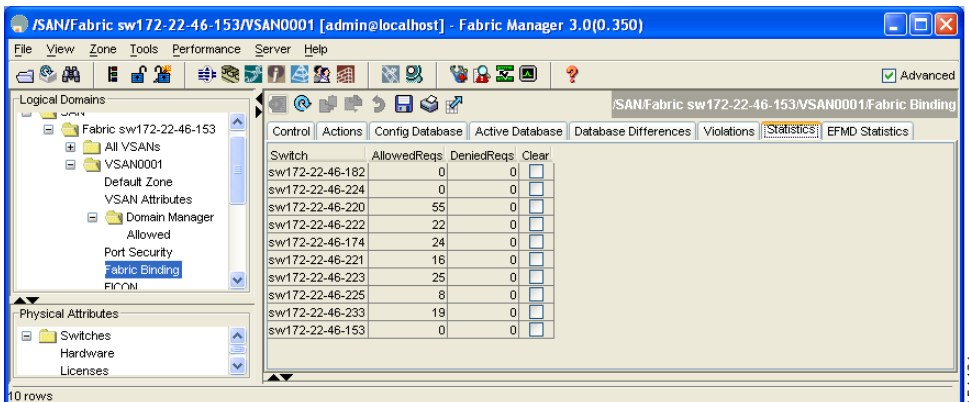 /SAN/Fabric sw172-22-46-153/VSAN0001 [admin@localhost] - Fabric Manager 3.0(0.350)
File View Zone Tools Performance Server Help
Advanced
Logical Domains
SAN
Fabric sw172-22-46-153
All VSANs
VSAN0001
Default Zone
VSAN Attributes
Domain Manager
Allowed
Port Security
Fabric Binding
FICON
Physical Attributes
Switches
Hardware
Licenses
/SAN/Fabric sw172-22-46-153/VSAN0001/Fabric Binding
Control Actions Config Database Active Database Database Differences Violations Statistics EFMD Statistics
Switch AllowedReqs DeniedReqs Clear
sw172-22-46-182 0 0
sw172-22-46-224 0 0
sw172-22-46-220 55 0
sw172-22-46-222 22 0
sw172-22-46-174 24 0
sw172-22-46-221 16 0
sw172-22-46-223 25 0
sw172-22-46-225 8 0
sw172-22-46-233 19 0
sw172-22-46-153 0 0
10 rows